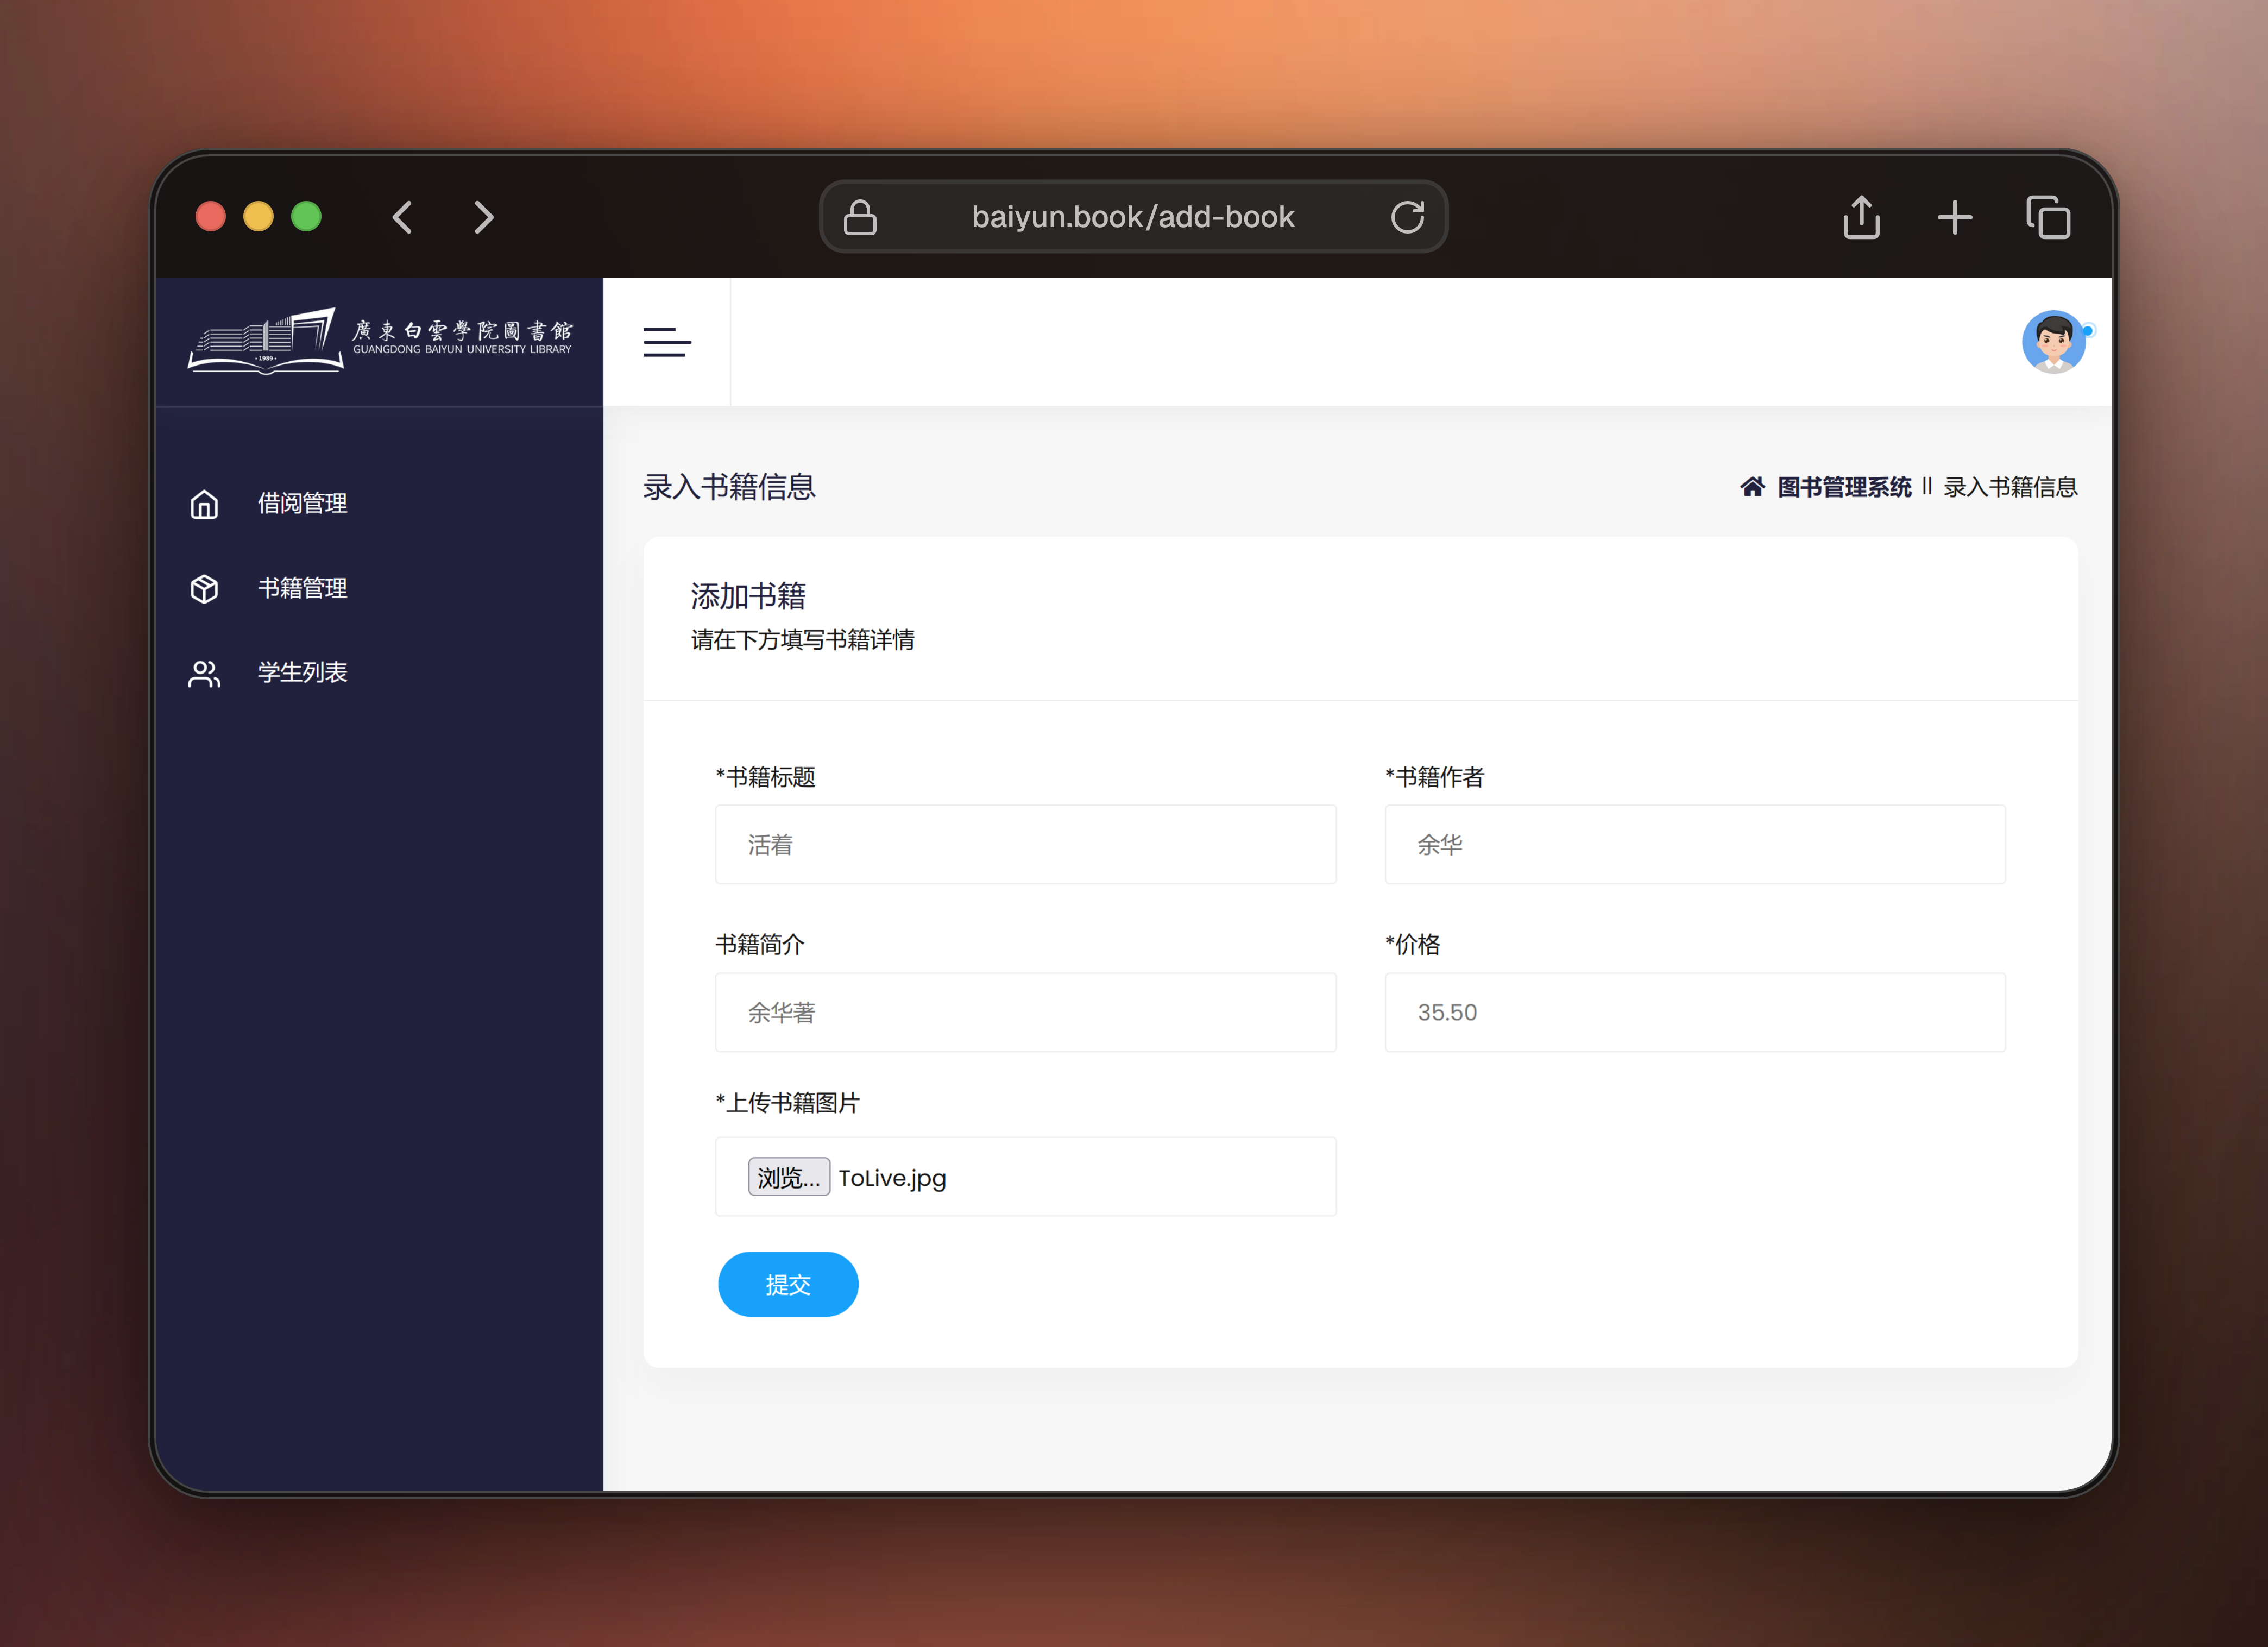 baiyun.book/add-book
廣東白雲學院圖書館
GUANGDONG BAIYUN UNIVERSITY LIBRARY
·1989·
借阅管理
书籍管理
学生列表
录入书籍信息
图书管理系统 || 录入书籍信息
添加书籍
请在下方填写书籍详情
*书籍标题
活着
*书籍作者
余华
书籍简介
余华著
*价格
35.50
*上传书籍图片
浏览... ToLive.jpg
提交